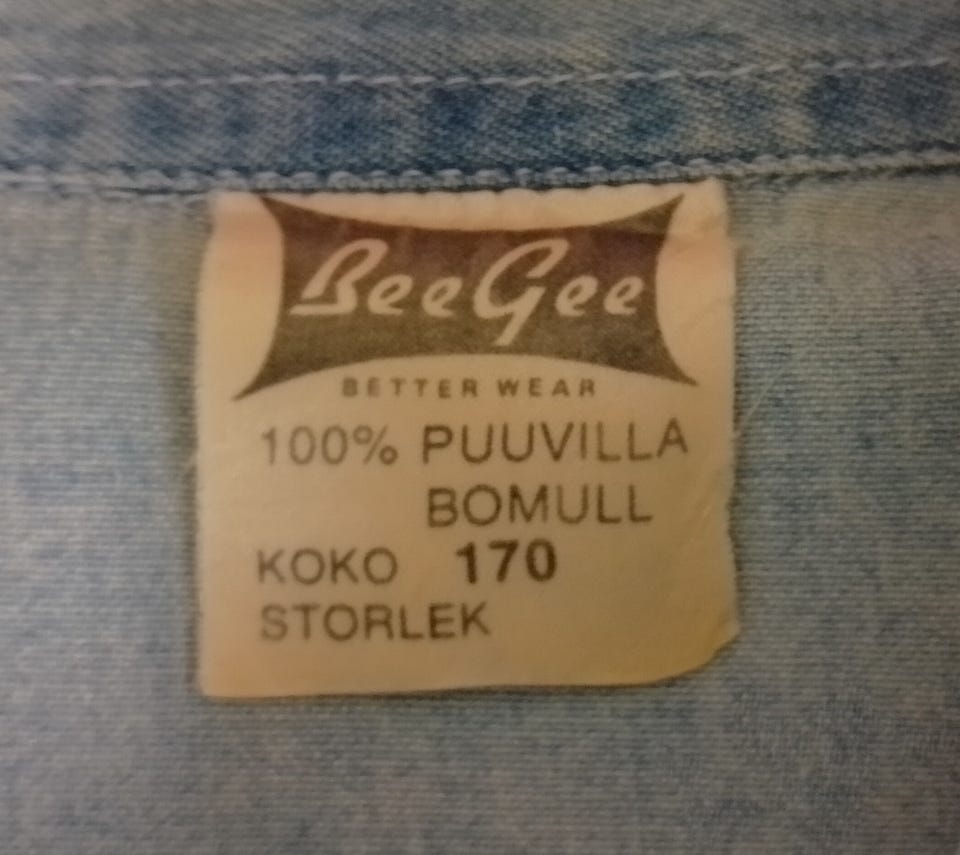 BeeGee
BETTER WEAR
100% PUUVILLA
BOMULL
KOKO 170
STORLEK